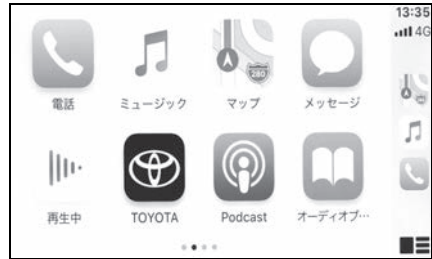 13:35
4G
280
電話
ミュージック
マップ
メッセージ
再生中
TOYOTA
Podcast
オーディオブ…